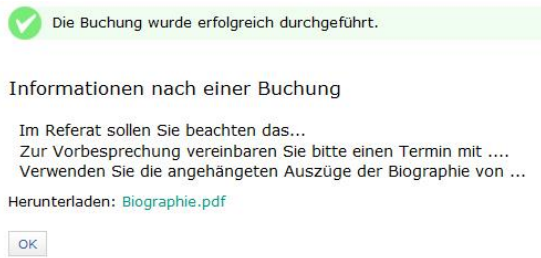 Die Buchung wurde erfolgreich durchgeführt.
Informationen nach einer Buchung
Im Referat sollen Sie beachten das...
Zur Vorbesprechung vereinbaren Sie bitte einen Termin mit ....
Verwenden Sie die angehängten Auszüge der Biographie von ...
Herunterladen: Biographie.pdf
OK